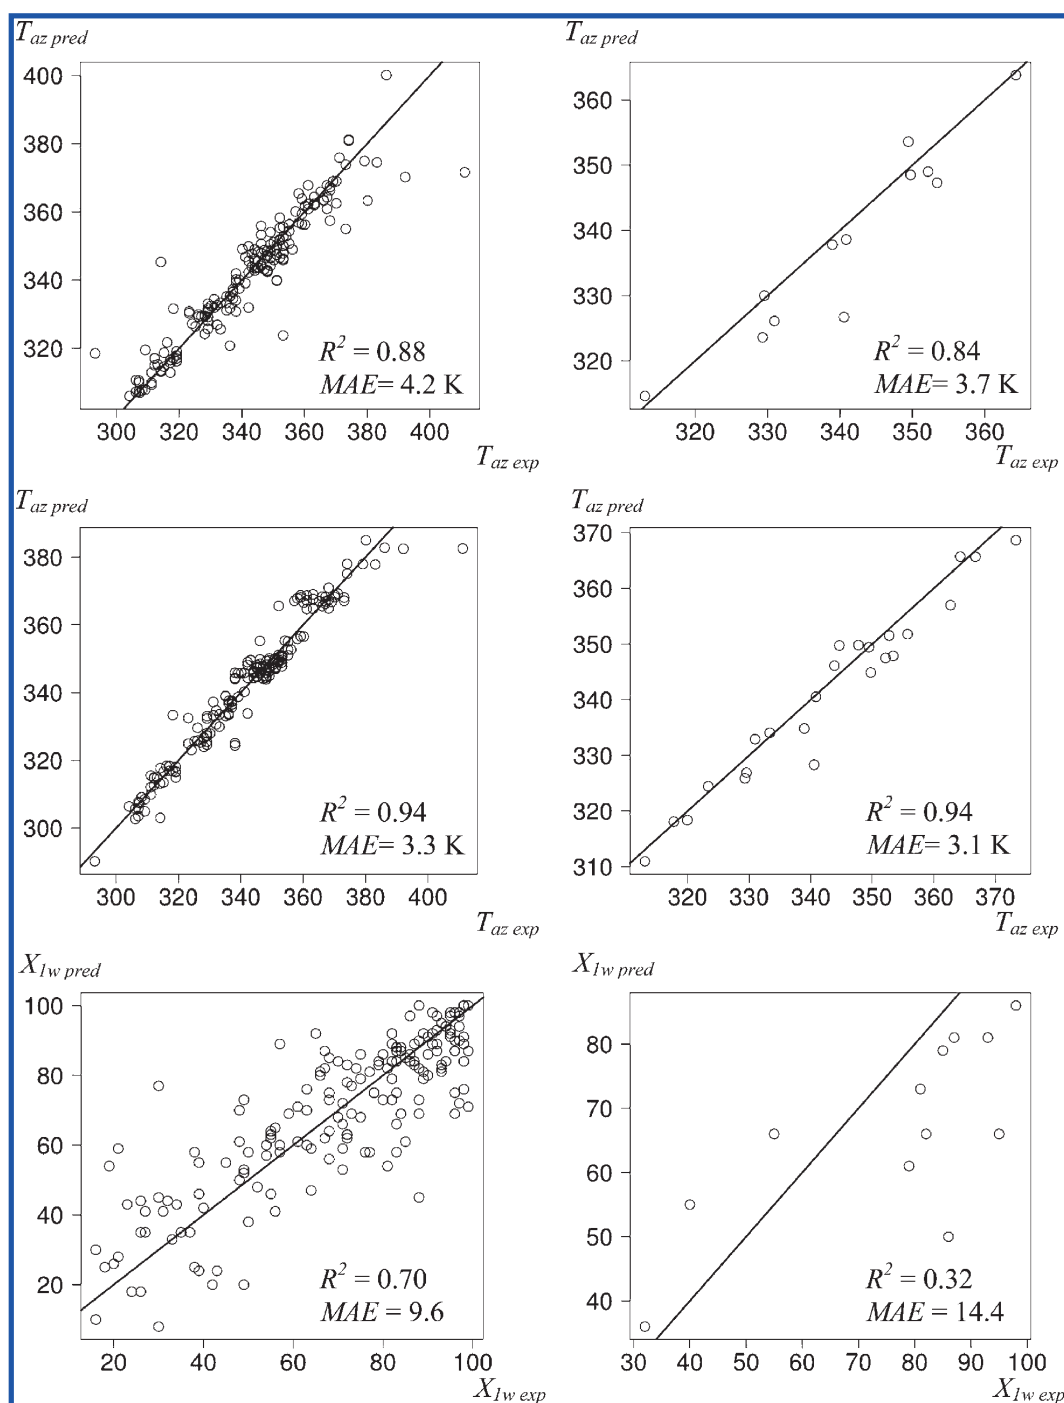 T az pred
400
380
360
340
320
300 320 340 360 380 400
T az exp
R² = 0.88
MAE= 4.2 K
T az pred
360
350
340
330
320
320 330 340 350 360
T az exp
R² = 0.84
MAE= 3.7 K
T az pred
380
360
340
320
300
300 320 340 360 380 400
T az exp
R² = 0.94
MAE= 3.3 K
T az pred
370
360
350
340
330
320
310
320 330 340 350 360 370
T az exp
R² = 0.94
MAE= 3.1 K
X 1w pred
100
80
60
40
20
20 40 60 80 100
X 1w exp
R² = 0.70
MAE = 9.6
X 1w pred
80
70
60
50
40
30 40 50 60 70 80 90 100
X 1w exp
R² = 0.32
MAE = 14.4